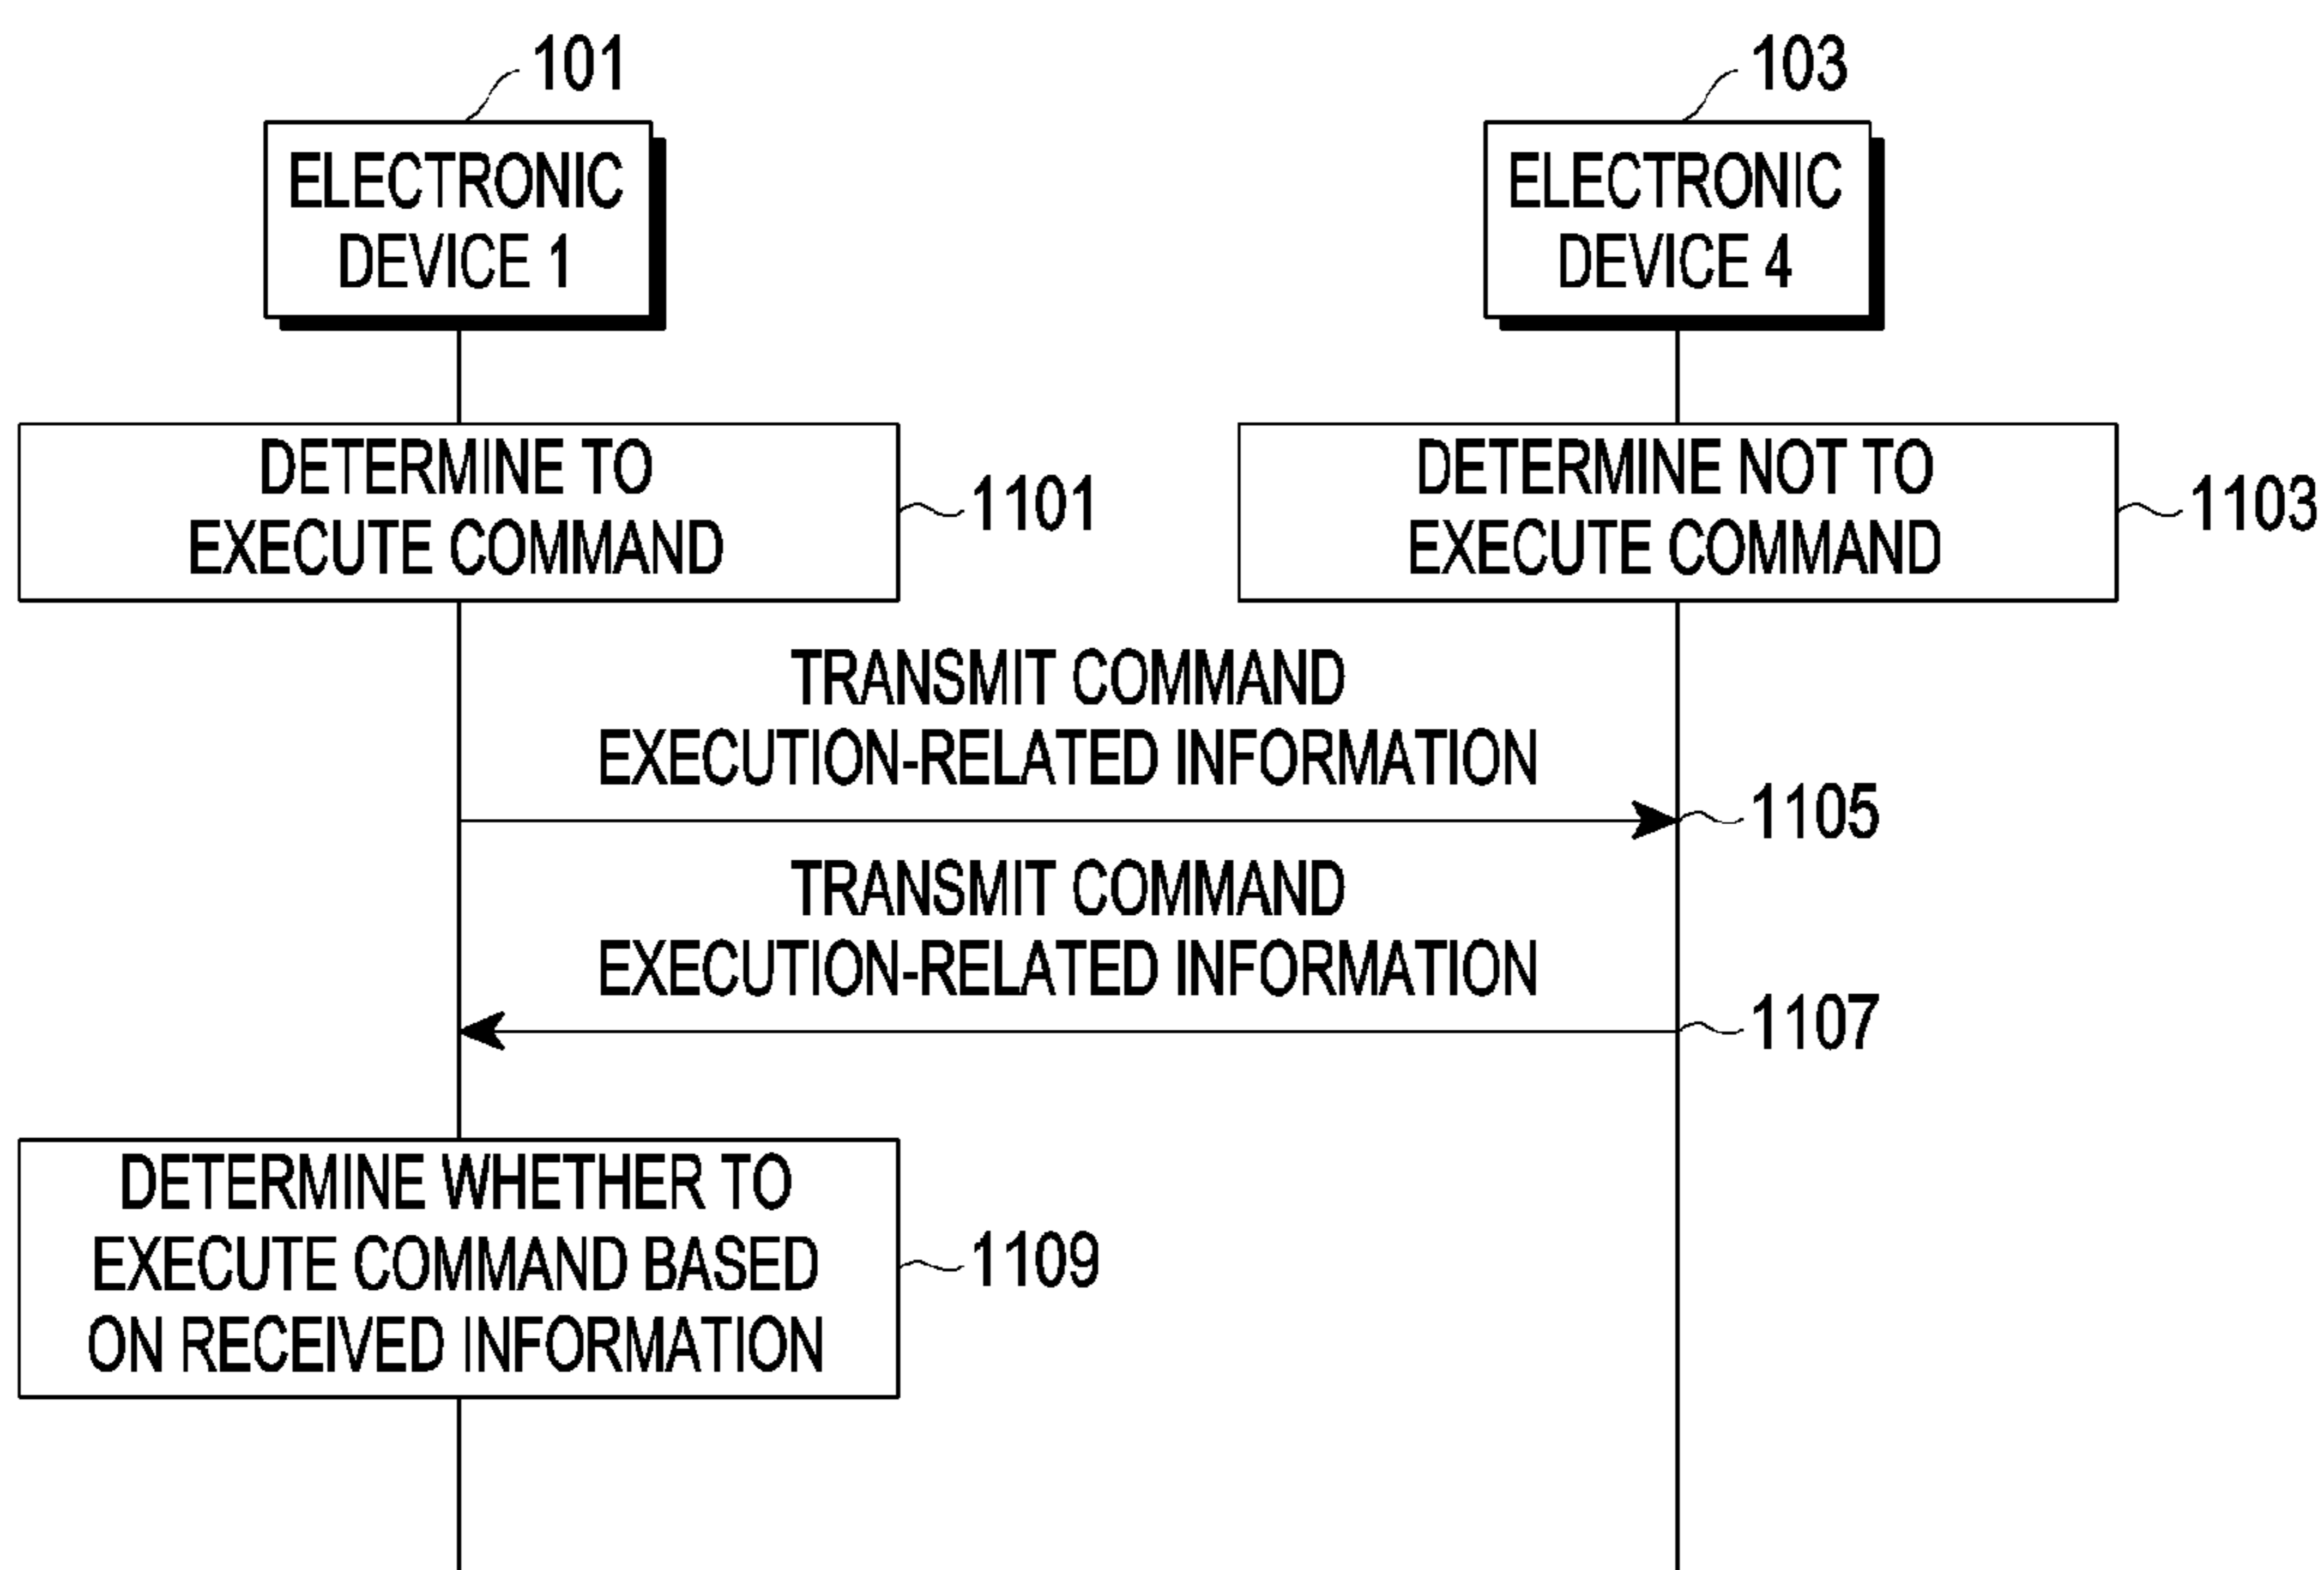 101
103
ELECTRONIC
DEVICE 1
ELECTRONIC
DEVICE 4
DETERMINE TO
EXECUTE COMMAND
1101
DETERMINE NOT TO
EXECUTE COMMAND
1103
TRANSMIT COMMAND
EXECUTION-RELATED INFORMATION
1105
TRANSMIT COMMAND
EXECUTION-RELATED INFORMATION
1107
DETERMINE WHETHER TO
EXECUTE COMMAND BASED
ON RECEIVED INFORMATION
1109